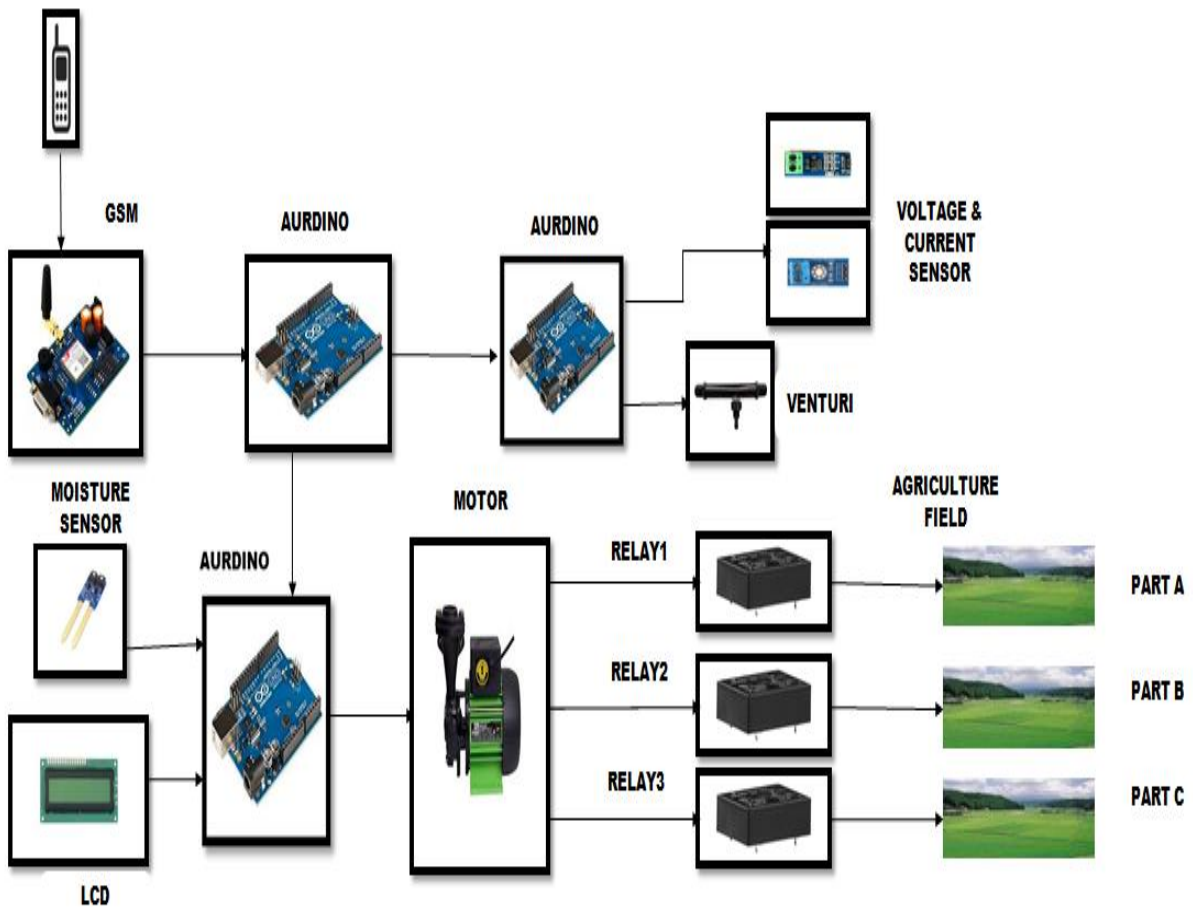 GSM
AURDINO
AURDINO
VOLTAGE &
CURRENT
SENSOR
VENTURI
MOISTURE
SENSOR
AURDINO
MOTOR
AGRICULTURE
FIELD
RELAY1
PART A
RELAY2
PART B
RELAY3
PART C
LCD